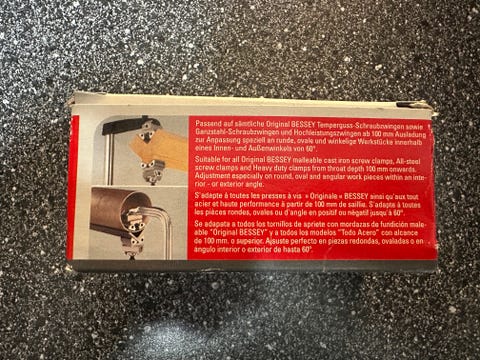 Passend auf sämtliche Original BESSEY Temperguss-Schraubzwingen sowie
Ganzstahl-Schraubzwingen und Hochleistungszwingen ab 100 mm Ausladung
zur Anpassung speziell an runde, ovale und winkelige Werkstücke innerhalb
eines Innen- und Außenwinkels von 60°.
Suitable for all Original BESSEY malleable cast iron screw clamps, All-steel
screw clamps and Heavy duty clamps from throat depth 100 mm onwards.
Adjustment especially on round, oval and angular work pieces within an inte-
rior - or exterior angle.
S'adapte à toutes les presses à vis » Originale « BESSEY ainsi qu'aux tout
acier et haute performance à partir de 100 mm de saillie. S'adapte à toutes
les pièces rondes, ovales ou d'angle en positif ou négatif jusqu'à 60°.
Se adapata a todos los tornillos de apriete con mordazas de fundición male-
able "Original BESSEY" y a todos los modelos "Todo Acero" con alcance
de 100 mm. o superior. Ajsuste perfecto en piezas redondas, ovaladas o en
angulo interior o exterior de hasta 60°.